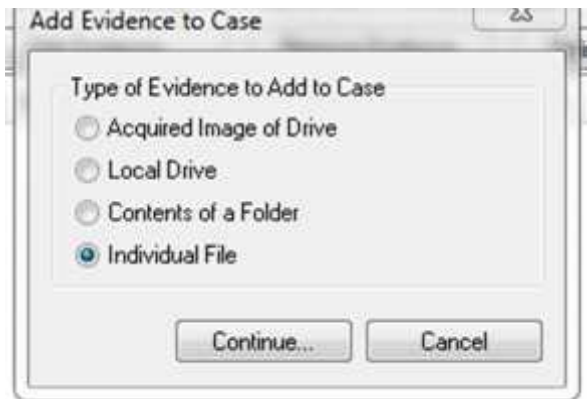 Add Evidence to Case
Type of Evidence to Add to Case
Acquired Image of Drive
Local Drive
Contents of a Folder
Individual File
Continue... Cancel